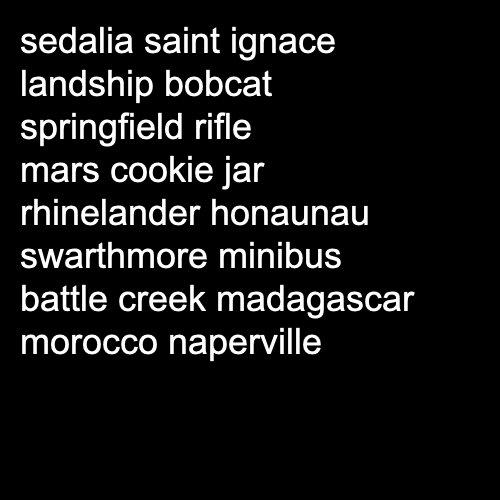 sedalia saint ignace
landship bobcat
springfield rifle
mars cookie jar
rhinelander honaunau
swarthmore minibus
battle creek madagascar
morocco naperville